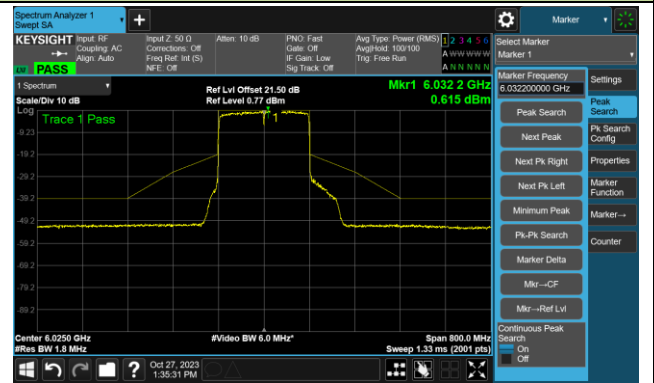 Spectrum Analyzer 1
Swept SA
Marker
KEYSIGHT
Input: RF
Coupling: AC
Align: Auto
Input Z: 50 Ω
Corrections: Off
Freq Ref: Int (S)
NFE: Off
Atten: 10 dB
PNO: Fast
Gate: Off
IF Gain: Low
Sig Track: Off
Avg Type: Power (RMS)
Avg|Hold: 100/100
Trig: Free Run
1 2 3 4 5 6
A W W W W W
A N N N N N
LXI PASS
Select Marker
Marker 1
1 Spectrum
Scale/Div 10 dB
Ref Lvl Offset 21.50 dB
Ref Level 0.77 dBm
Mkr1 6.032 2 GHz
0.615 dBm
Log
Trace 1 Pass
1
-9.23
-19.2
-29.2
-39.2
-49.2
-59.2
-69.2
-79.2
-89.2
Center 6.0250 GHz
#Res BW 1.8 MHz
#Video BW 6.0 MHz*
Span 800.0 MHz
Sweep 1.33 ms (2001 pts)
Marker Frequency
6.032200000 GHz
Peak Search
Next Peak
Next Pk Right
Next Pk Left
Minimum Peak
Pk-Pk Search
Marker Delta
Mkr→CF
Mkr→Ref Lvl
Continuous Peak
Search
On
Off
Settings
Peak
Search
Pk Search
Config
Properties
Marker
Function
Marker→
Counter
Oct 27, 2023
1:35:31 PM